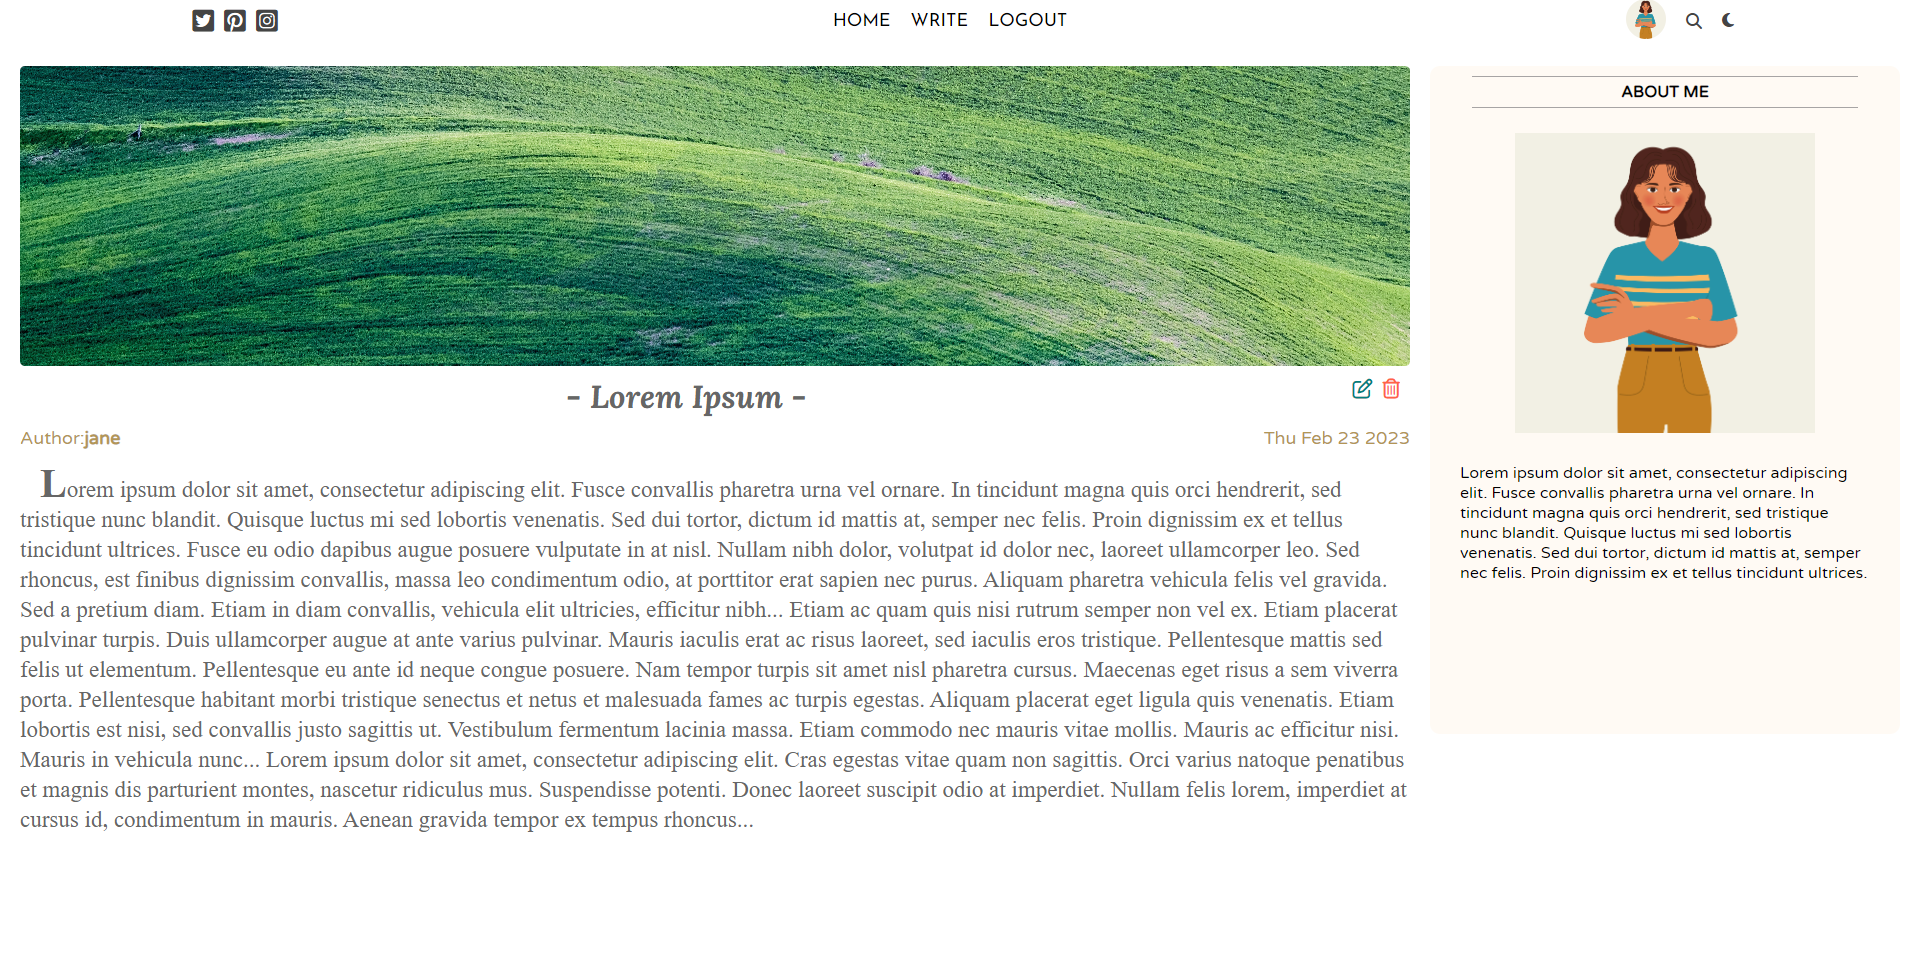 HOME WRITE LOGOUT
ABOUT ME
- Lorem Ipsum -
Author:jane
Thu Feb 23 2023
Lorem ipsum dolor sit amet, consectetur adipiscing elit. Fusce convallis pharetra urna vel ornare. In tincidunt magna quis orci hendrerit, sed
tristique nunc blandit. Quisque luctus mi sed lobortis venenatis. Sed dui tortor, dictum id mattis at, semper nec felis. Proin dignissim ex et tellus
tincidunt ultrices. Fusce eu odio dapibus augue posuere vulputate in at nisl. Nullam nibh dolor, volutpat id dolor nec, laoreet ullamcorper leo. Sed
rhoncus, est finibus dignissim convallis, massa leo condimentum odio, at porttitor erat sapien nec purus. Aliquam pharetra vehicula felis vel gravida.
Sed a pretium diam. Etiam in diam convallis, vehicula elit ultricies, efficitur nibh... Etiam ac quam quis nisi rutrum semper non vel ex. Etiam placerat
pulvinar turpis. Duis ullamcorper augue at ante varius pulvinar. Mauris iaculis erat ac risus laoreet, sed iaculis eros tristique. Pellentesque mattis sed
felis ut elementum. Pellentesque eu ante id neque congue posuere. Nam tempor turpis sit amet nisl pharetra cursus. Maecenas eget risus a sem viverra
porta. Pellentesque habitant morbi tristique senectus et netus et malesuada fames ac turpis egestas. Aliquam placerat eget ligula quis venenatis. Etiam
lobortis est nisi, sed convallis justo sagittis ut. Vestibulum fermentum lacinia massa. Etiam commodo nec mauris vitae mollis. Mauris ac efficitur nisi.
Mauris in vehicula nunc... Lorem ipsum dolor sit amet, consectetur adipiscing elit. Cras egestas vitae quam non sagittis. Orci varius natoque penatibus
et magnis dis parturient montes, nascetur ridiculus mus. Suspendisse potenti. Donec laoreet suscipit odio at imperdiet. Nullam felis lorem, imperdiet at
cursus id, condimentum in mauris. Aenean gravida tempor ex tempus rhoncus...
Lorem ipsum dolor sit amet, consectetur adipiscing
elit. Fusce convallis pharetra urna vel ornare. In
tincidunt magna quis orci hendrerit, sed tristique
nunc blandit. Quisque luctus mi sed lobortis
venenatis. Sed dui tortor, dictum id mattis at, semper
nec felis. Proin dignissim ex et tellus tincidunt ultrices.